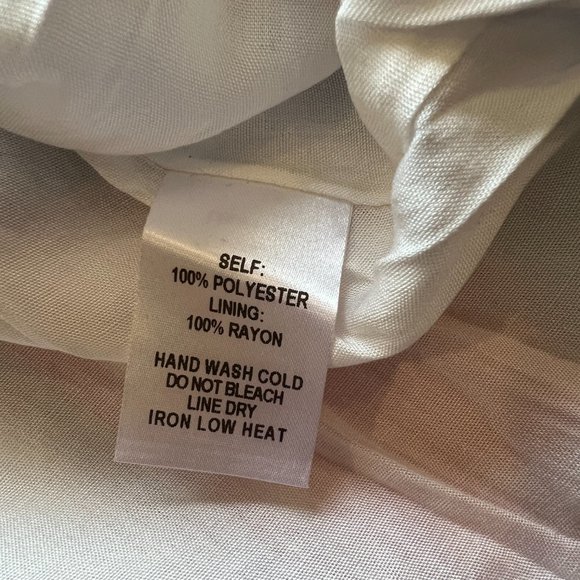 SELF:
100% POLYESTER
LINING:
100% RAYON
HAND WASH COLD
DO NOT BLEACH
LINE DRY
IRON LOW HEAT